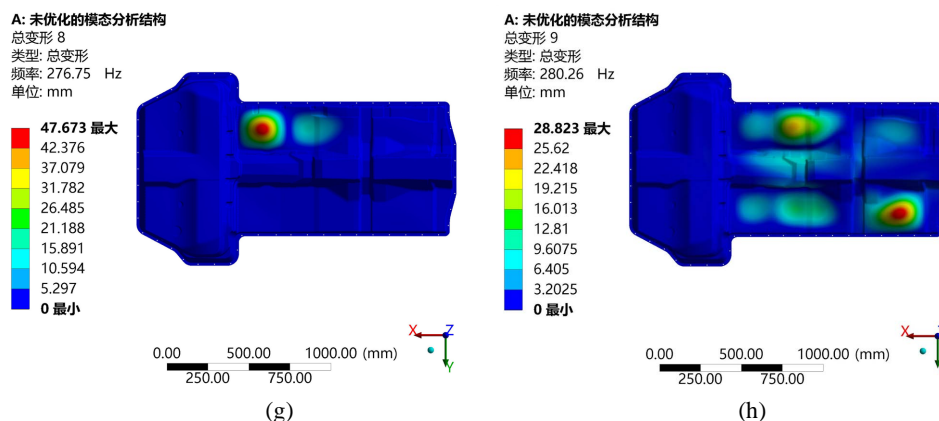 A: 未优化的模态分析结构
总变形 8
类型: 总变形
频率: 276.75 Hz
单位: mm
47.673 最大
42.376
37.079
31.782
26.485
21.188
15.891
10.594
5.297
0 最小
X Z
Y
0.00 500.00 1000.00 (mm)
250.00 750.00
(g)
A: 未优化的模态分析结构
总变形 9
类型: 总变形
频率: 280.26 Hz
单位: mm
28.823 最大
25.62
22.418
19.215
16.013
12.81
9.6075
6.405
3.2025
0 最小
X
0.00 500.00 1000.00 (mm)
250.00 750.00
(h)